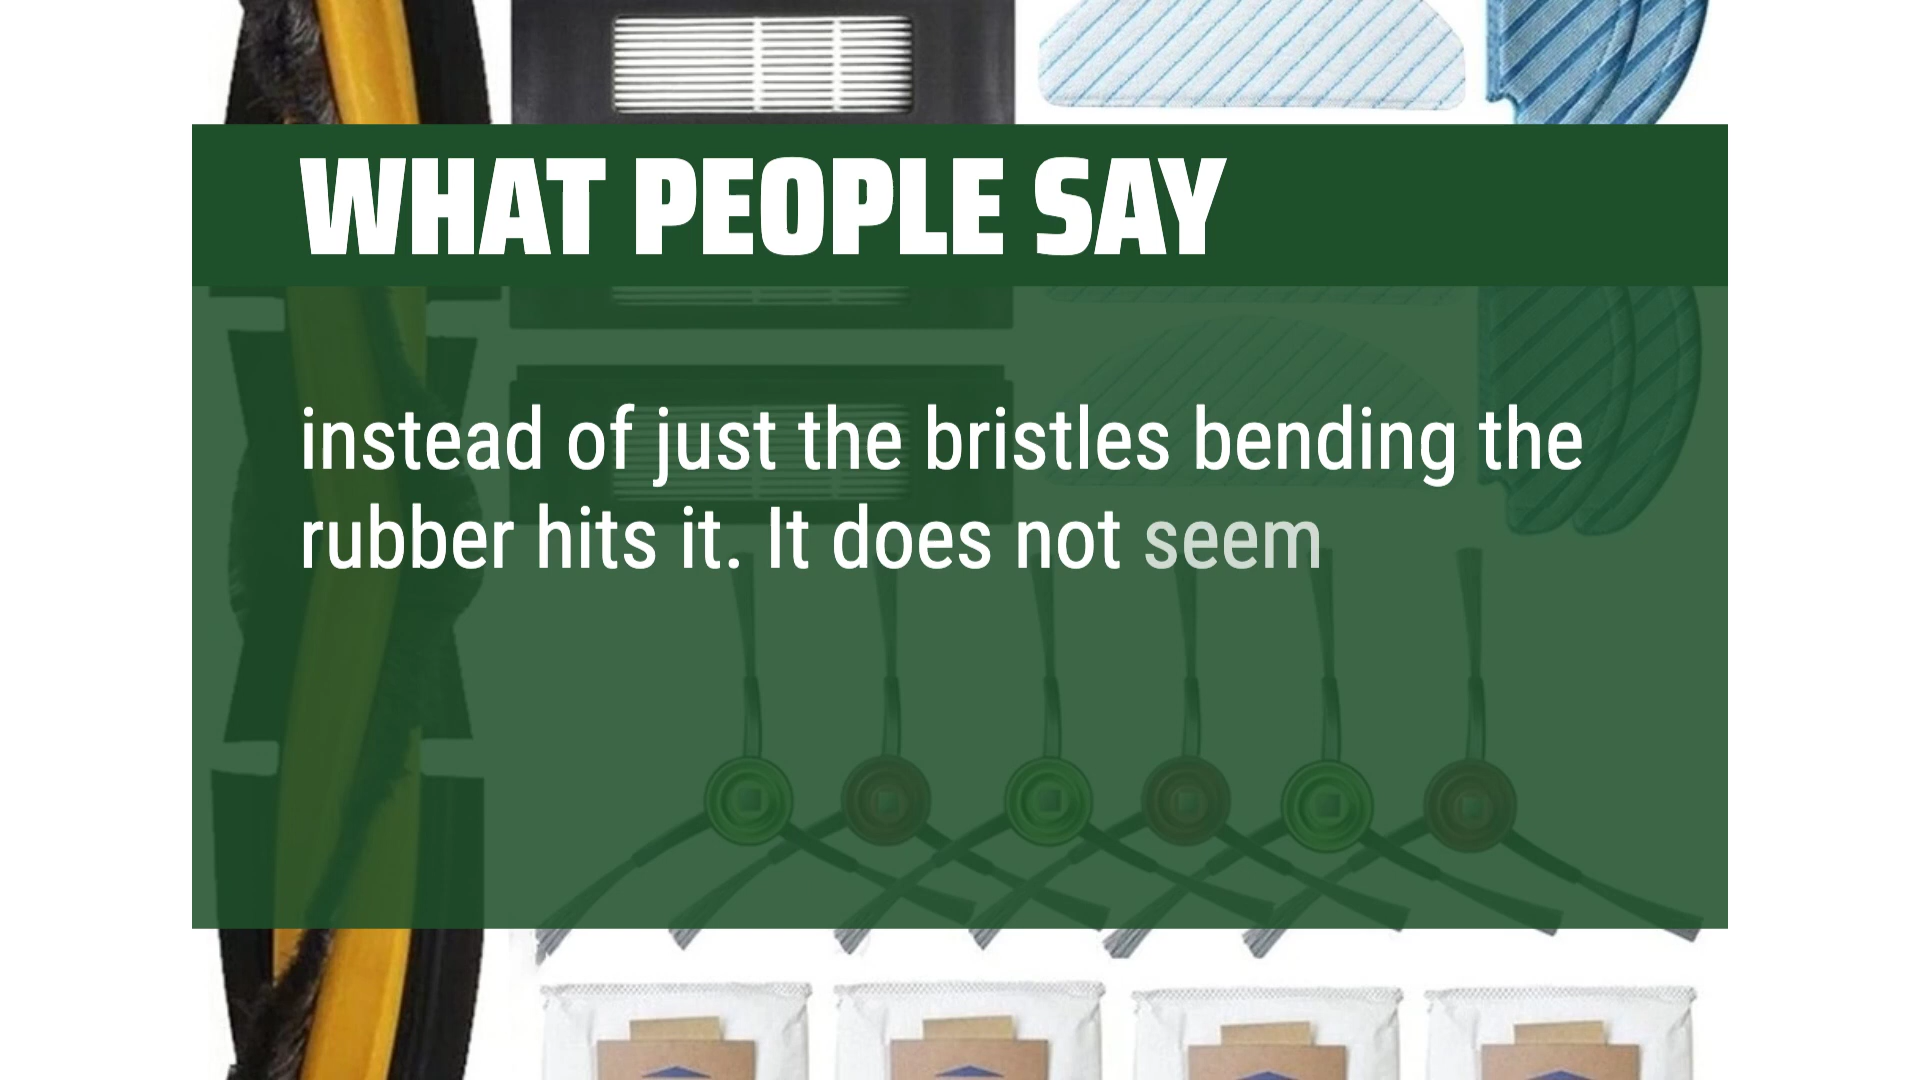 WHAT PEOPLE SAY
instead of just the bristles bending the
rubber hits it. It does not seem